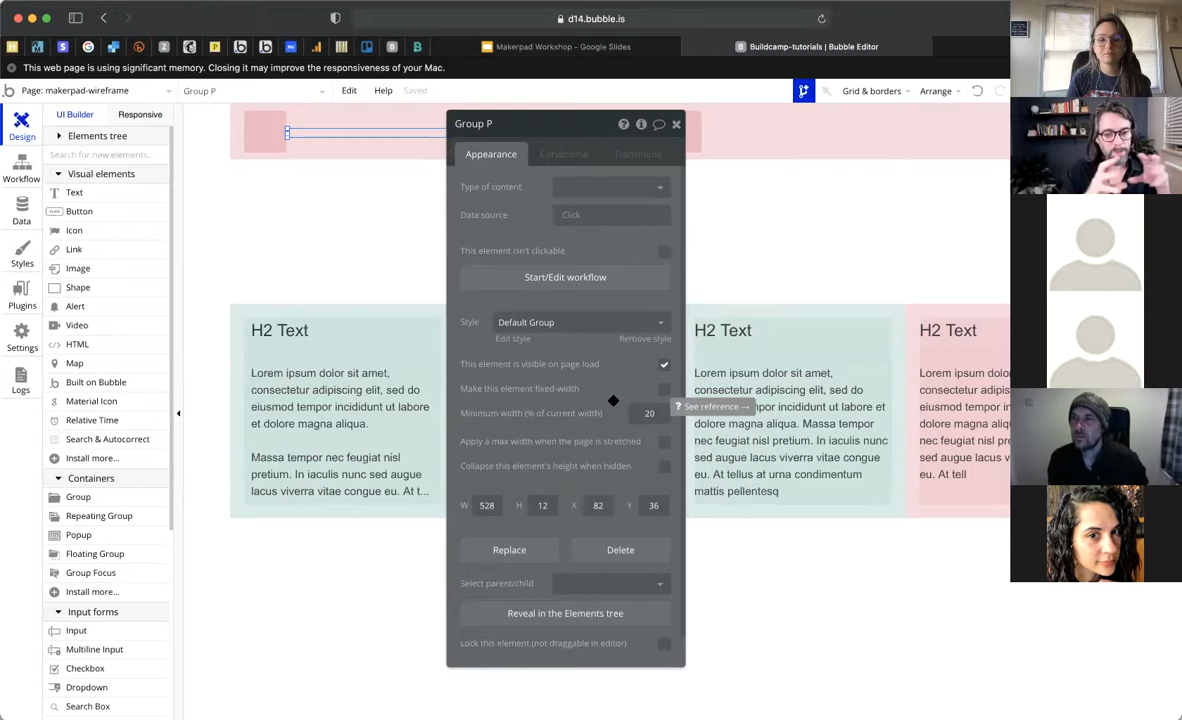 d14.bubble.is
Makerpad Workshop - Google Slides
Buildcamp-tutorials | Bubble Editor
This web page is using significant memory. Closing it may improve the responsiveness of your Mac.
Page: makerpad-wireframe
Group P
Edit
Help
Saved
Grid & borders
Arrange
Design
Workflow
Data
Styles
Plugins
Settings
Logs
UI Builder
Responsive
Elements tree
Search for new elements.
Visual elements
Text
Button
Icon
Link
Image
Shape
Alert
Video
HTML
Map
Built on Bubble
Material Icon
Relative Time
Search & Autocorrect
Install more...
Containers
Group
Repeating Group
Popup
Floating Group
Group Focus
Install more...
Input forms
Input
Multiline Input
Checkbox
Dropdown
Search Box
H2 Text
Lorem ipsum dolor sit amet,
consectetur adipiscing elit, sed do
eiusmod tempor incididunt ut labore
et dolore magna aliqua.
Massa tempor nec feugiat nisl
pretium. In iaculis nunc sed augue
lacus viverra vitae congue eu. At t...
Group P
Appearance
Conditional
Transitions
Type of content
Data source
Click
This element isn't clickable
Start/Edit workflow
Style
Default Group
Edit style
Remove style
This element is visible on page load
Make this element fixed-width
Minimum width (% of current width)
20
? See reference →
Apply a max width when the page is stretched
Collapse this element's height when hidden
W 528 H 12 X 82 Y 36
Replace
Delete
Select parent/child
Reveal in the Elements tree
Lock this element (not draggable in editor)
H2 Text
Lorem ipsum dolor sit amet,
consectetur adipiscing elit, sed do
tempor incididunt ut labore
magna aliqua. Massa tempor
nec feugiat nisl pretium. In iaculis
nunc sed augue lacus viverra vitae
congue eu. At tellus at urna condimentum
mattis pellentesq
H2 Text
Lorem ipsum dolor
consectetur adipis
eiusmod tempor in
et dolore magna al
nec feugiat nisl pr
nunc sed augue la
eu. At tell